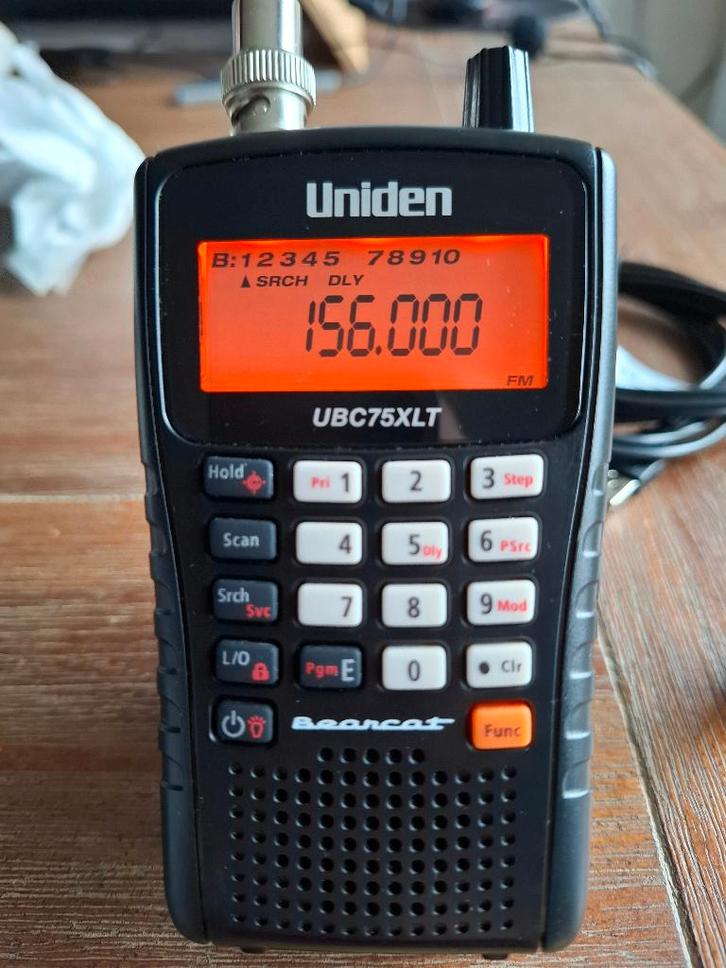 Uniden
B:12345 78910
▲ SRCH DLY
156.000
FM
UBC75XLT
Hold Pri 1 2 3 Step
Scan 4 5 Dly 6 PSrc
Srch Svc 7 8 9 Mod
L/O Pgm E 0 • Clr
Bearcat Func